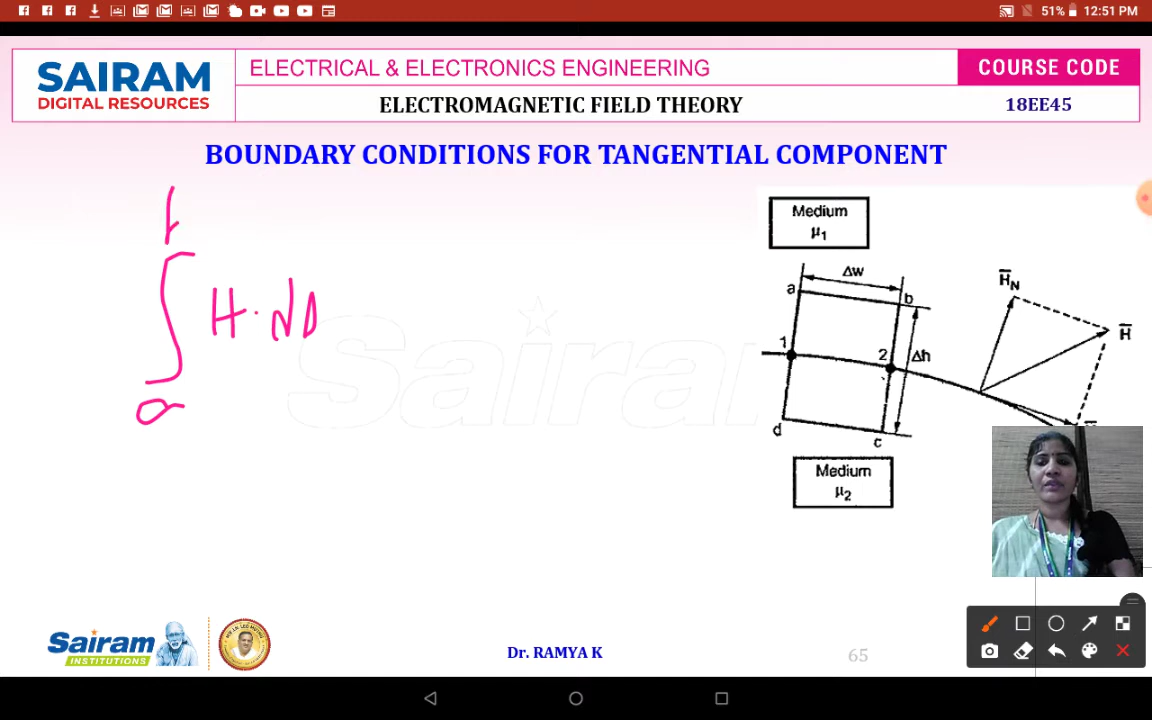 51% 12:51 PM
SAIRAM
DIGITAL RESOURCES
ELECTRICAL & ELECTRONICS ENGINEERING
COURSE CODE
ELECTROMAGNETIC FIELD THEORY
18EE45
BOUNDARY CONDITIONS FOR TANGENTIAL COMPONENT
Medium
μ1
Δw
a
b
H̅N
H̅
1
2
Δh
d
c
Medium
μ2
∫ H .
Sairam
Sairam
INSTITUTIONS
Dr. RAMYA K
65